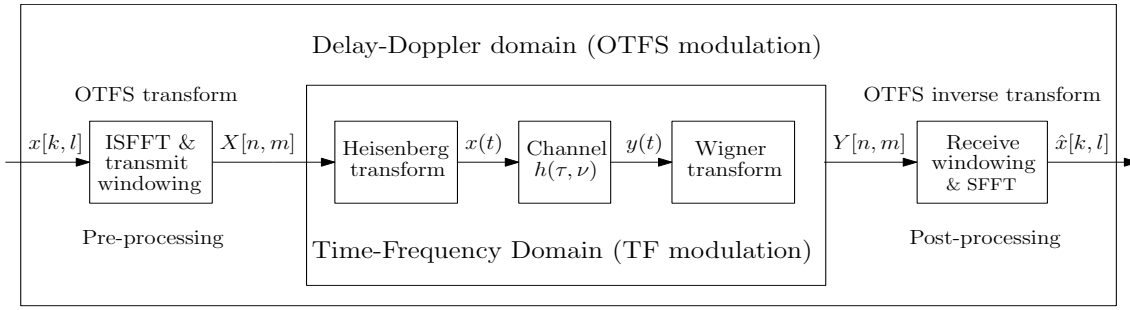 Delay-Doppler domain (OTFS modulation)
OTFS transform
OTFS inverse transform
x[k, l]
ISFFT &
transmit
windowing
X[n, m]
Heisenberg
transform
x(t)
Channel
h(τ, ν)
y(t)
Wigner
transform
Y[n, m]
Receive
windowing
& SFFT
x̂[k, l]
Pre-processing
Time-Frequency Domain (TF modulation)
Post-processing